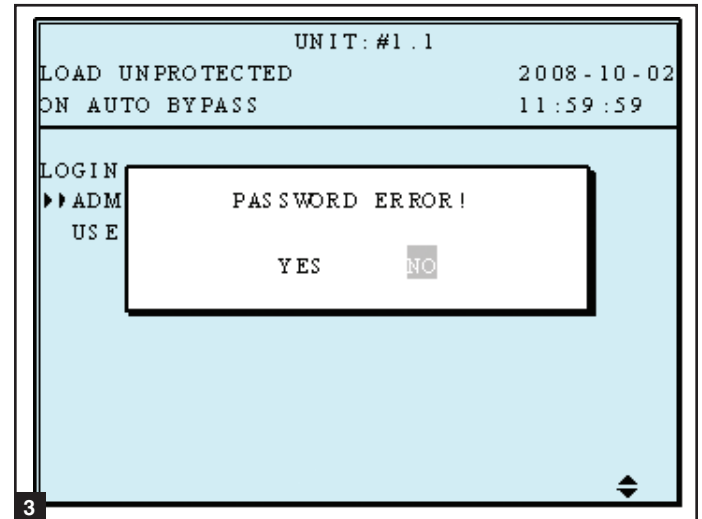 UNIT:#1.1
LOAD UNPROTECTED 2008-10-02
ON AUTO BYPASS 11:59:59
LOGIN
ADM
USE
PASSWORD ERROR!
YES NO
3